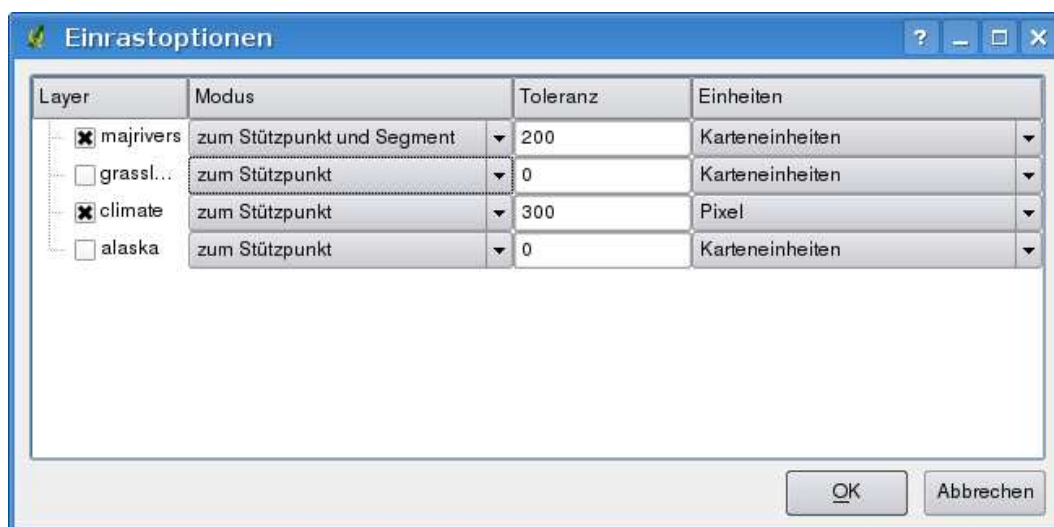 Einrastoptionen
Layer Modus Toleranz Einheiten
majrivers zum Stützpunkt und Segment 200 Karteneinheiten
grassl... zum Stützpunkt 0 Karteneinheiten
climate zum Stützpunkt 300 Pixel
alaska zum Stützpunkt 0 Karteneinheiten
OK Abbrechen